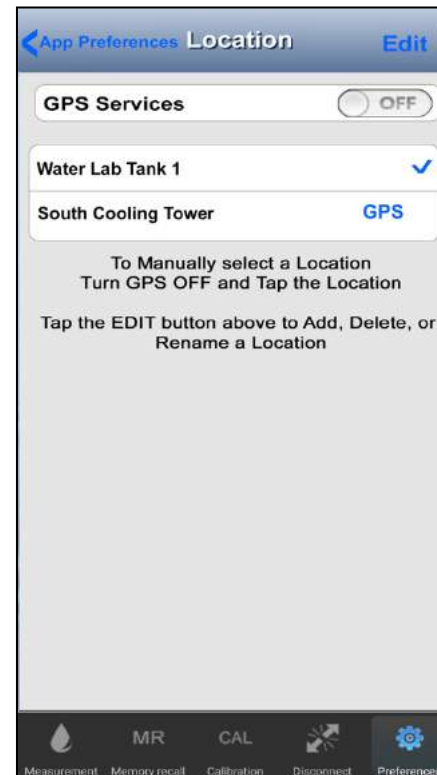 App Preferences Location Edit
GPS Services OFF
Water Lab Tank 1
South Cooling Tower GPS
To Manually select a Location
Turn GPS OFF and Tap the Location
Tap the EDIT button above to Add, Delete, or
Rename a Location
MR CAL
Measurement Memory recall Calibration Disconnect Preference